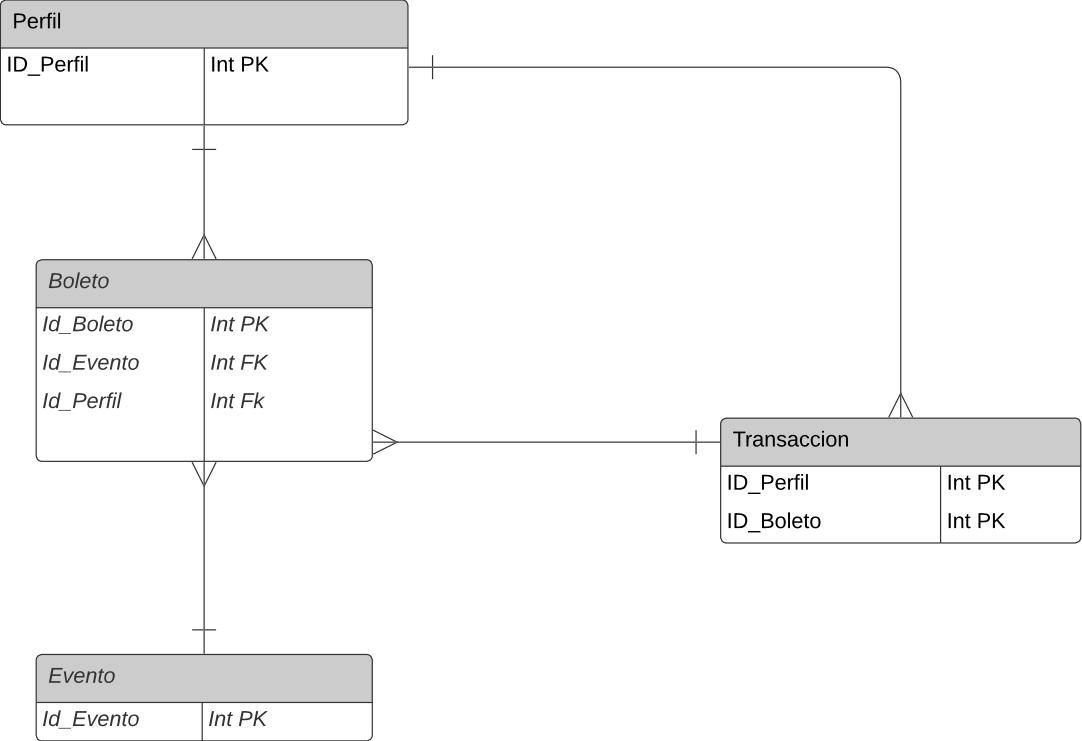 Perfil
ID_Perfil Int PK
Boleto
Id_Boleto Int PK
Id_Evento Int FK
Id_Perfil Int Fk
Transaccion
ID_Perfil Int PK
ID_Boleto Int PK
Evento
Id_Evento Int PK